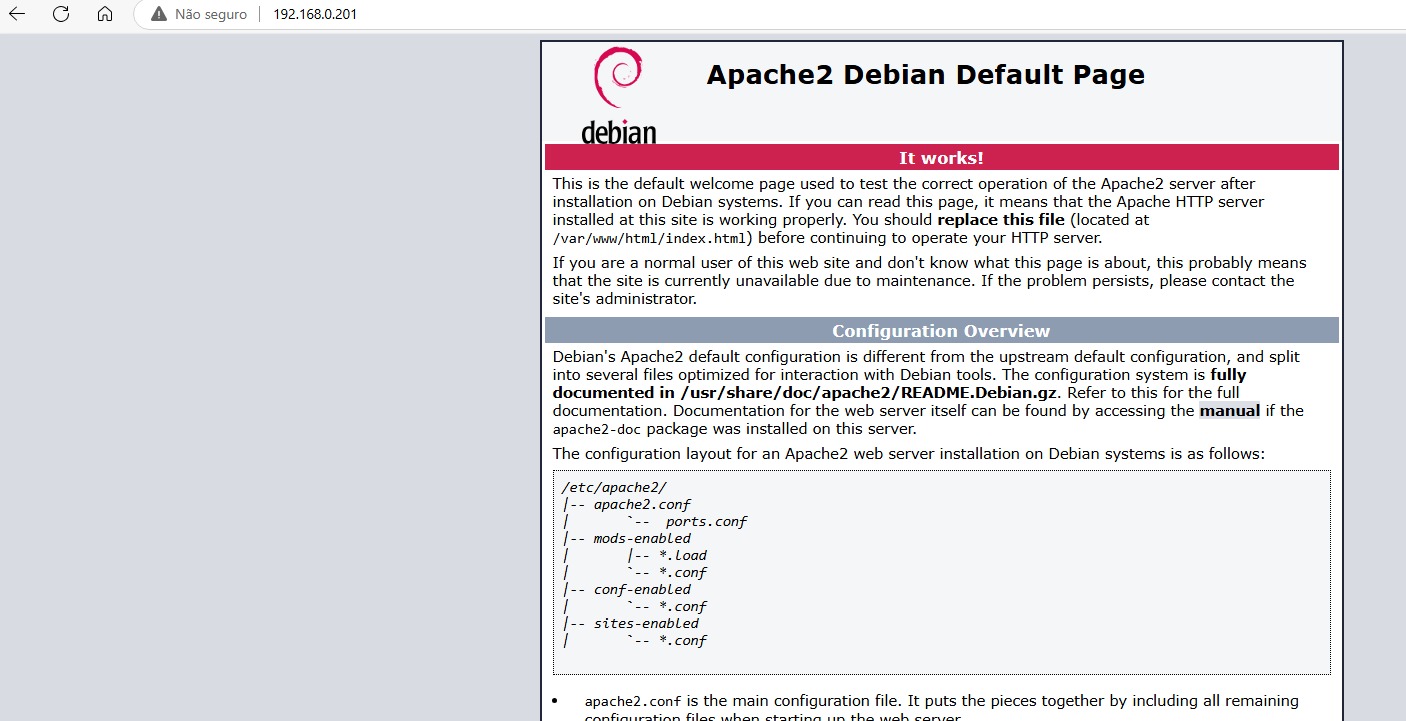 Não seguro
192.168.0.201
debian
Apache2 Debian Default Page
It works!
This is the default welcome page used to test the correct operation of the Apache2 server after
installation on Debian systems. If you can read this page, it means that the Apache HTTP server
installed at this site is working properly. You should replace this file (located at
/var/www/html/index.html) before continuing to operate your HTTP server.
If you are a normal user of this web site and don't know what this page is about, this probably means
that the site is currently unavailable due to maintenance. If the problem persists, please contact the
site's administrator.
Configuration Overview
Debian's Apache2 default configuration is different from the upstream default configuration, and split
into several files optimized for interaction with Debian tools. The configuration system is fully
documented in /usr/share/doc/apache2/README.Debian.gz. Refer to this for the full
documentation. Documentation for the web server itself can be found by accessing the manual if the
apache2-doc package was installed on this server.
The configuration layout for an Apache2 web server installation on Debian systems is as follows:
/etc/apache2/
|-- apache2.conf
|       `--  ports.conf
|-- mods-enabled
|       |-- *.load
|       `-- *.conf
|-- conf-enabled
|       `-- *.conf
|-- sites-enabled
|       `-- *.conf
• apache2.conf is the main configuration file. It puts the pieces together by including all remaining
configuration files when starting up the web server.